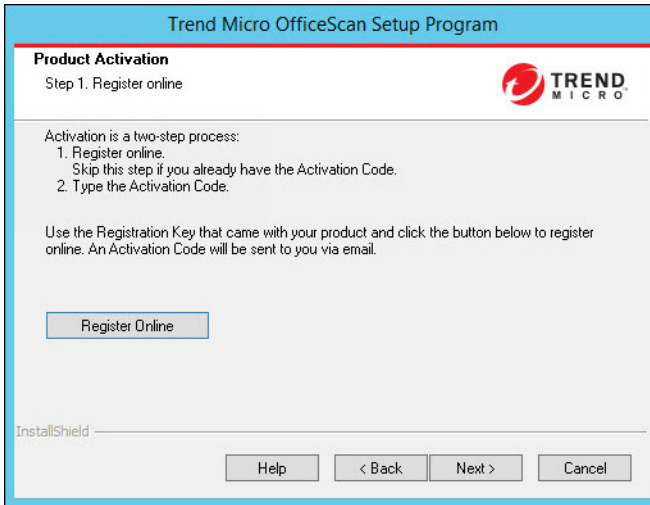 Trend Micro OfficeScan Setup Program
Product Activation
Step 1. Register online
TREND
MICRO
Activation is a two-step process:
1. Register online.
Skip this step if you already have the Activation Code.
2. Type the Activation Code.
Use the Registration Key that came with your product and click the button below to register
online. An Activation Code will be sent to you via email.
Register Online
InstallShield
Help
< Back
Next >
Cancel